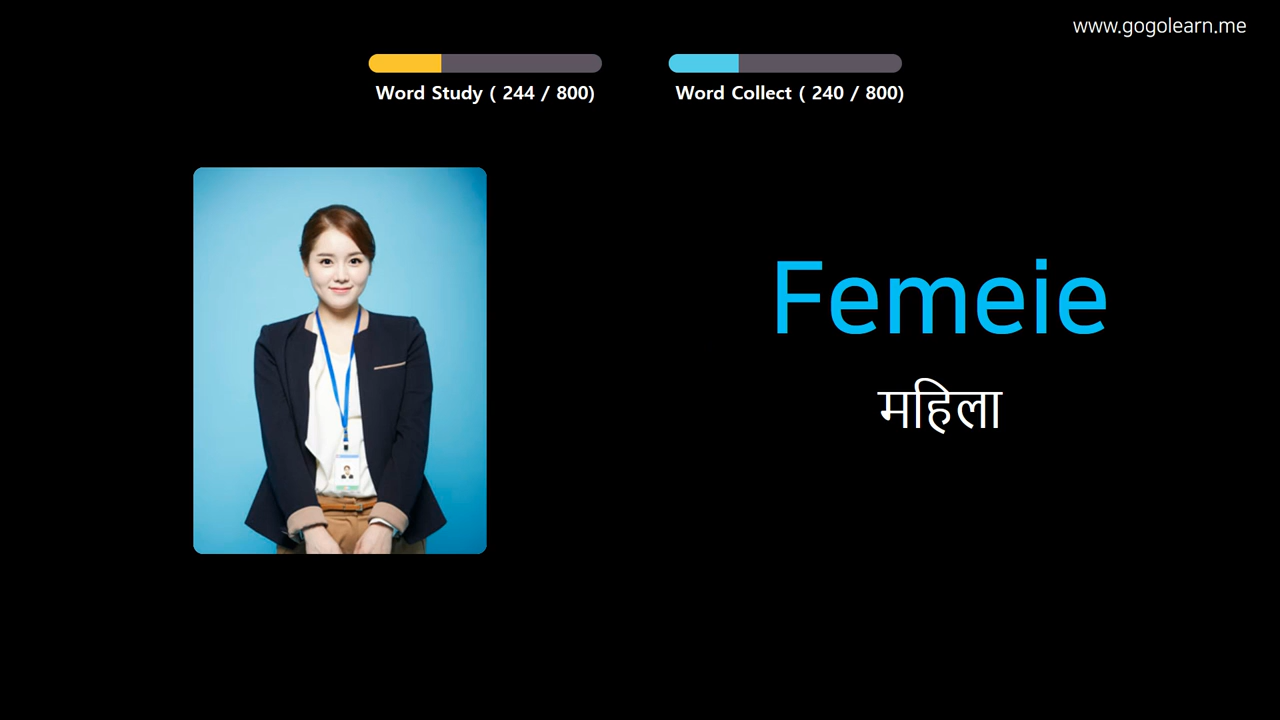 www.gogolearn.me
Word Study ( 244 / 800)
Word Collect ( 240 / 800)
Femeie
महिला